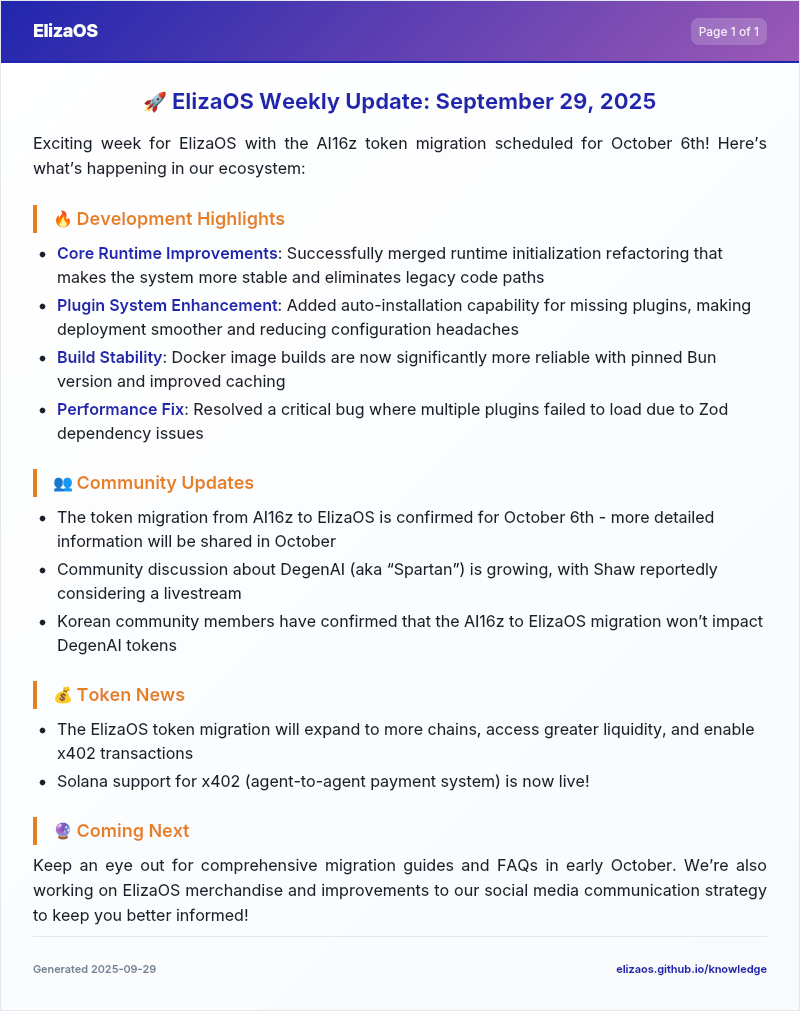 ElizaOS
Page 1 of 1
🚀 ElizaOS Weekly Update: September 29, 2025
Exciting week for ElizaOS with the AI16z token migration scheduled for October 6th! Here’s
what’s happening in our ecosystem:
🔥 Development Highlights
• Core Runtime Improvements: Successfully merged runtime initialization refactoring that
makes the system more stable and eliminates legacy code paths
• Plugin System Enhancement: Added auto-installation capability for missing plugins, making
deployment smoother and reducing configuration headaches
• Build Stability: Docker image builds are now significantly more reliable with pinned Bun
version and improved caching
• Performance Fix: Resolved a critical bug where multiple plugins failed to load due to Zod
dependency issues
👥 Community Updates
• The token migration from AI16z to ElizaOS is confirmed for October 6th - more detailed
information will be shared in October
• Community discussion about DegenAI (aka “Spartan”) is growing, with Shaw reportedly
considering a livestream
• Korean community members have confirmed that the AI16z to ElizaOS migration won’t impact
DegenAI tokens
💰 Token News
• The ElizaOS token migration will expand to more chains, access greater liquidity, and enable
x402 transactions
• Solana support for x402 (agent-to-agent payment system) is now live!
🔮 Coming Next
Keep an eye out for comprehensive migration guides and FAQs in early October. We’re also
working on ElizaOS merchandise and improvements to our social media communication strategy
to keep you better informed!
Generated 2025-09-29
elizaos.github.io/knowledge